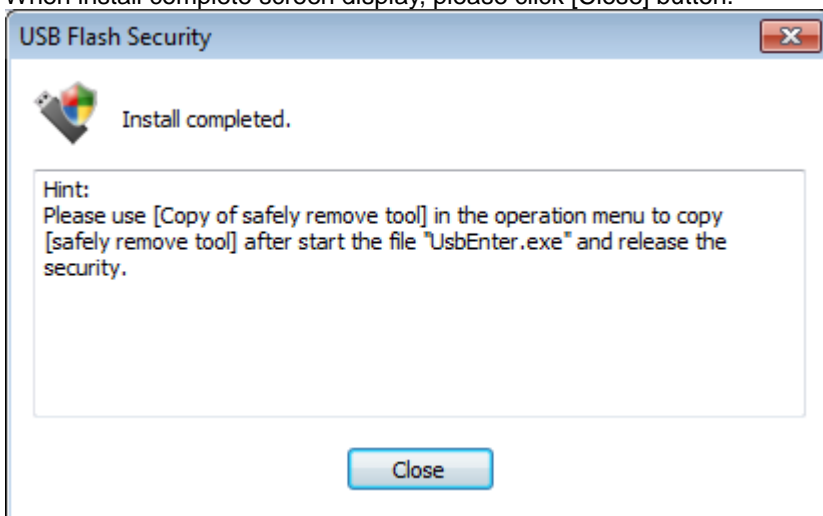 When install complete screen display, please click [Close] button.
USB Flash Security
Install completed.
Hint:
Please use [Copy of safely remove tool] in the operation menu to copy
[safely remove tool] after start the file "UsbEnter.exe" and release the
security.
Close